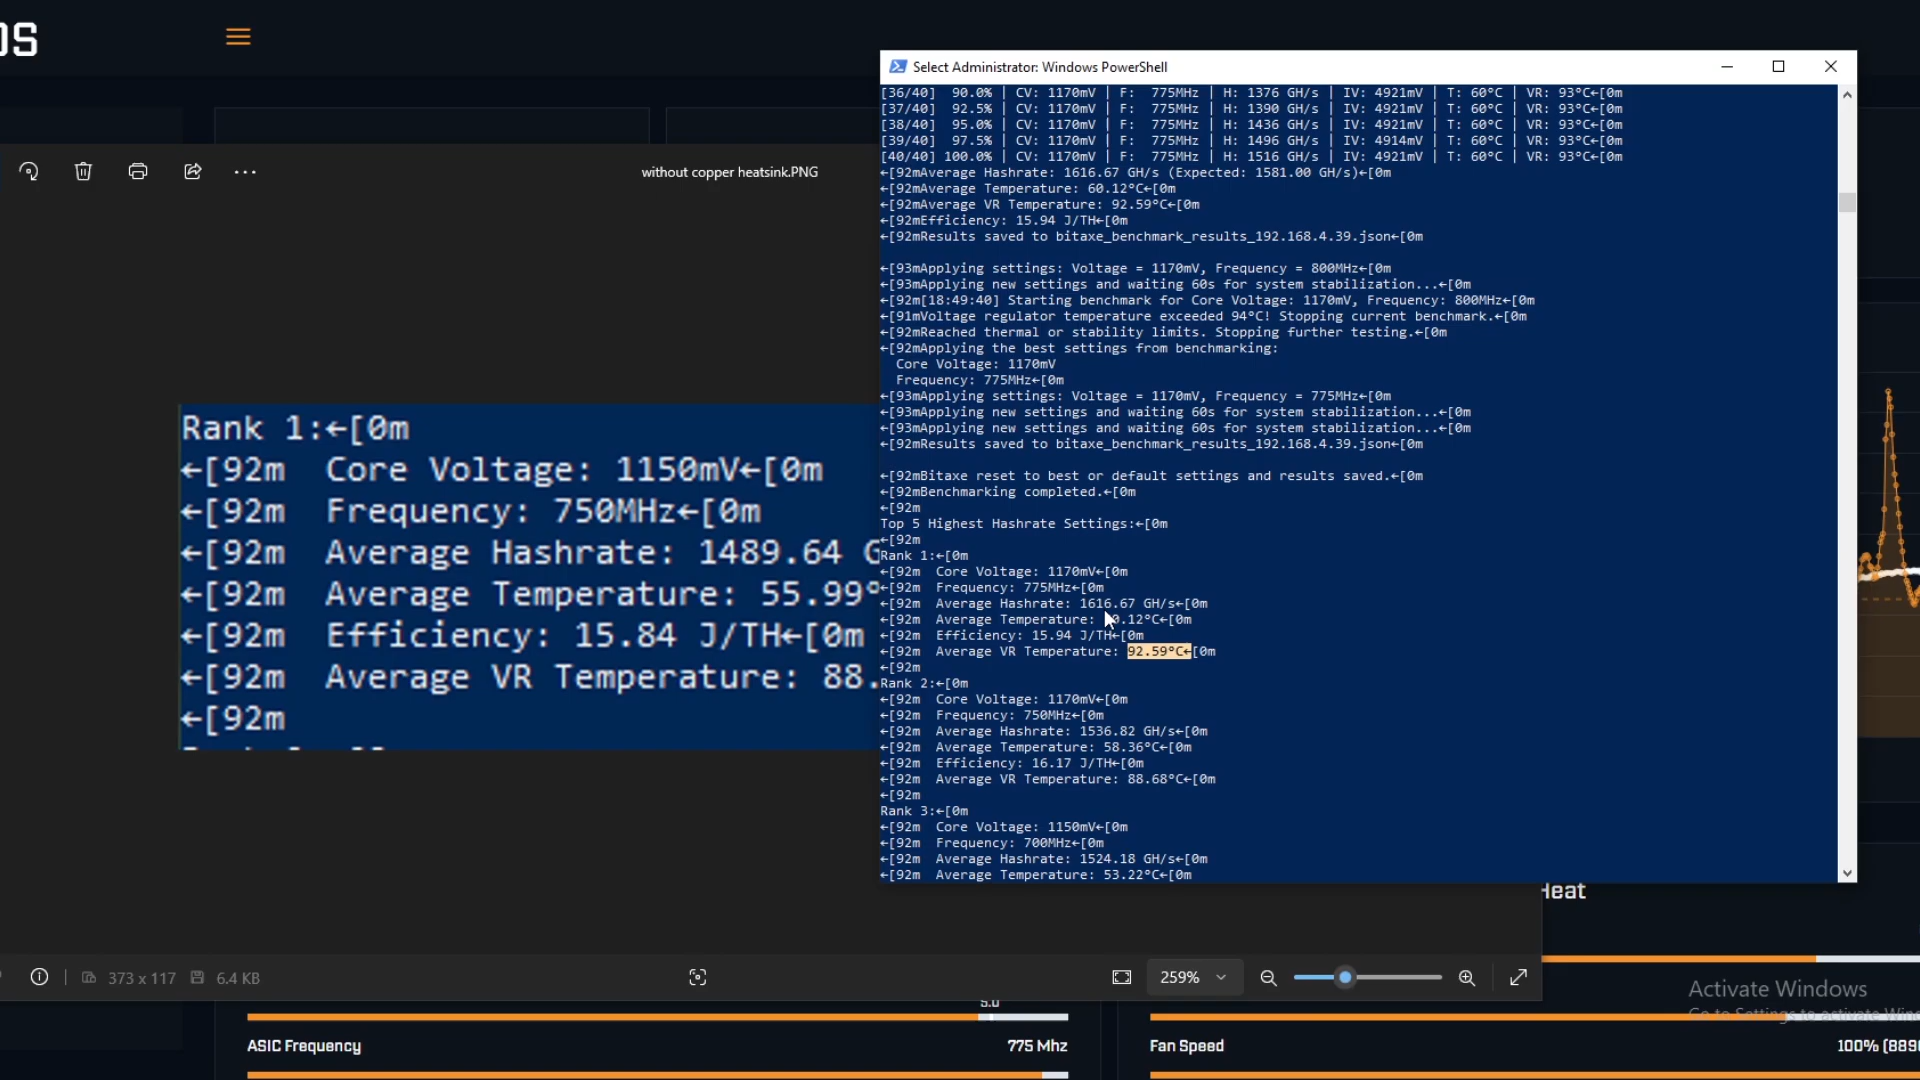 OS
without copper heatsink.PNG
Rank 1:←[0m
←[92m  Core Voltage: 1150mV←[0m
←[92m  Frequency: 750MHz←[0m
←[92m  Average Hashrate: 1489.64 G
←[92m  Average Temperature: 55.99°
←[92m  Efficiency: 15.84 J/TH←[0m
←[92m  Average VR Temperature: 88.
←[92m
Select Administrator: Windows PowerShell
[36/40]  90.0% | CV: 1170mV | F:  775MHz | H: 1376 GH/s | IV: 4921mV | T: 60°C | VR: 93°C←[0m
[37/40]  92.5% | CV: 1170mV | F:  775MHz | H: 1390 GH/s | IV: 4921mV | T: 60°C | VR: 93°C←[0m
[38/40]  95.0% | CV: 1170mV | F:  775MHz | H: 1436 GH/s | IV: 4921mV | T: 60°C | VR: 93°C←[0m
[39/40]  97.5% | CV: 1170mV | F:  775MHz | H: 1496 GH/s | IV: 4914mV | T: 60°C | VR: 93°C←[0m
[40/40] 100.0% | CV: 1170mV | F:  775MHz | H: 1516 GH/s | IV: 4921mV | T: 60°C | VR: 93°C←[0m
←[92mAverage Hashrate: 1616.67 GH/s (Expected: 1581.00 GH/s)←[0m
←[92mAverage Temperature: 60.12°C←[0m
←[92mAverage VR Temperature: 92.59°C←[0m
←[92mEfficiency: 15.94 J/TH←[0m
←[92mResults saved to bitaxe_benchmark_results_192.168.4.39.json←[0m
←[93mApplying settings: Voltage = 1170mV, Frequency = 800MHz←[0m
←[93mApplying new settings and waiting 60s for system stabilization...←[0m
←[92m[18:49:40] Starting benchmark for Core Voltage: 1170mV, Frequency: 800MHz←[0m
←[91mVoltage regulator temperature exceeded 94°C! Stopping current benchmark.←[0m
←[92mReached thermal or stability limits. Stopping further testing.←[0m
←[92mApplying the best settings from benchmarking:
  Core Voltage: 1170mV
  Frequency: 775MHz←[0m
←[93mApplying settings: Voltage = 1170mV, Frequency = 775MHz←[0m
←[93mApplying new settings and waiting 60s for system stabilization...←[0m
←[93mApplying new settings and waiting 60s for system stabilization...←[0m
←[92mResults saved to bitaxe_benchmark_results_192.168.4.39.json←[0m
←[92mBitaxe reset to best or default settings and results saved.←[0m
←[92mBenchmarking completed.←[0m
←[92m
Top 5 Highest Hashrate Settings:←[0m
←[92m
Rank 1:←[0m
←[92m  Core Voltage: 1170mV←[0m
←[92m  Frequency: 775MHz←[0m
←[92m  Average Hashrate: 1616.67 GH/s←[0m
←[92m  Average Temperature: 0.12°C←[0m
←[92m  Efficiency: 15.94 J/TH←[0m
←[92m  Average VR Temperature: 92.59°C←[0m
←[92m
Rank 2:←[0m
←[92m  Core Voltage: 1170mV←[0m
←[92m  Frequency: 750MHz←[0m
←[92m  Average Hashrate: 1536.82 GH/s←[0m
←[92m  Average Temperature: 58.36°C←[0m
←[92m  Efficiency: 16.17 J/TH←[0m
←[92m  Average VR Temperature: 88.68°C←[0m
←[92m
Rank 3:←[0m
←[92m  Core Voltage: 1150mV←[0m
←[92m  Frequency: 700MHz←[0m
←[92m  Average Hashrate: 1524.18 GH/s←[0m
←[92m  Average Temperature: 53.22°C←[0m
Heat
373 x 117
6.4 KB
259%
Activate Windows
Go to Settings to activate Win
5.0
ASIC Frequency
775 Mhz
Fan Speed
100% (889